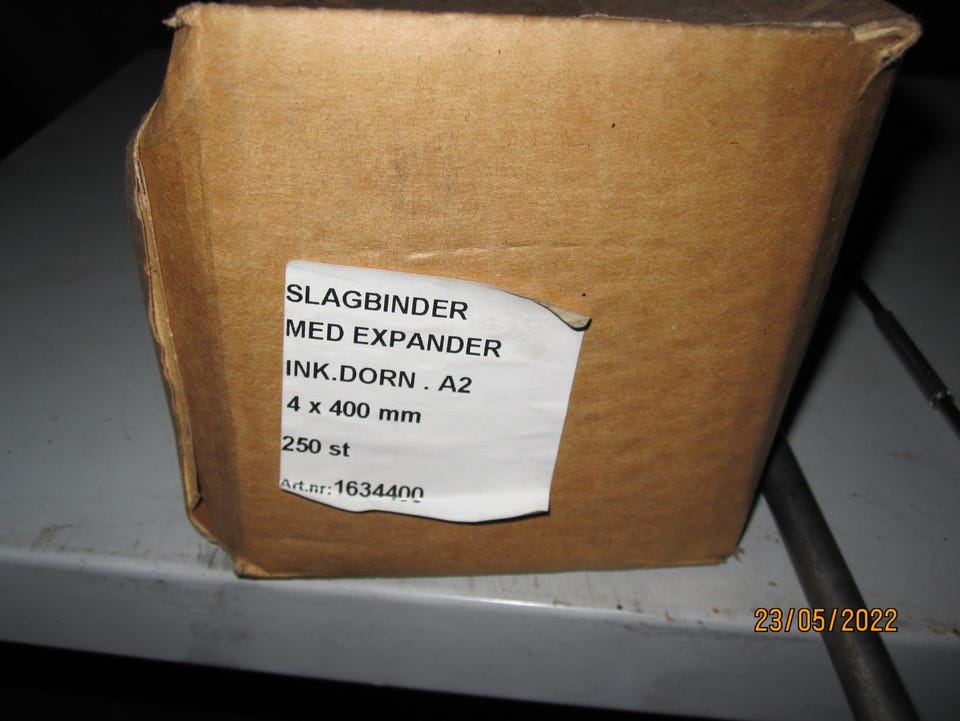 SLAGBINDER
MED EXPANDER
INK.DORN . A2
4 x 400 mm
250 st
Art.nr:1634400
23/05/2022